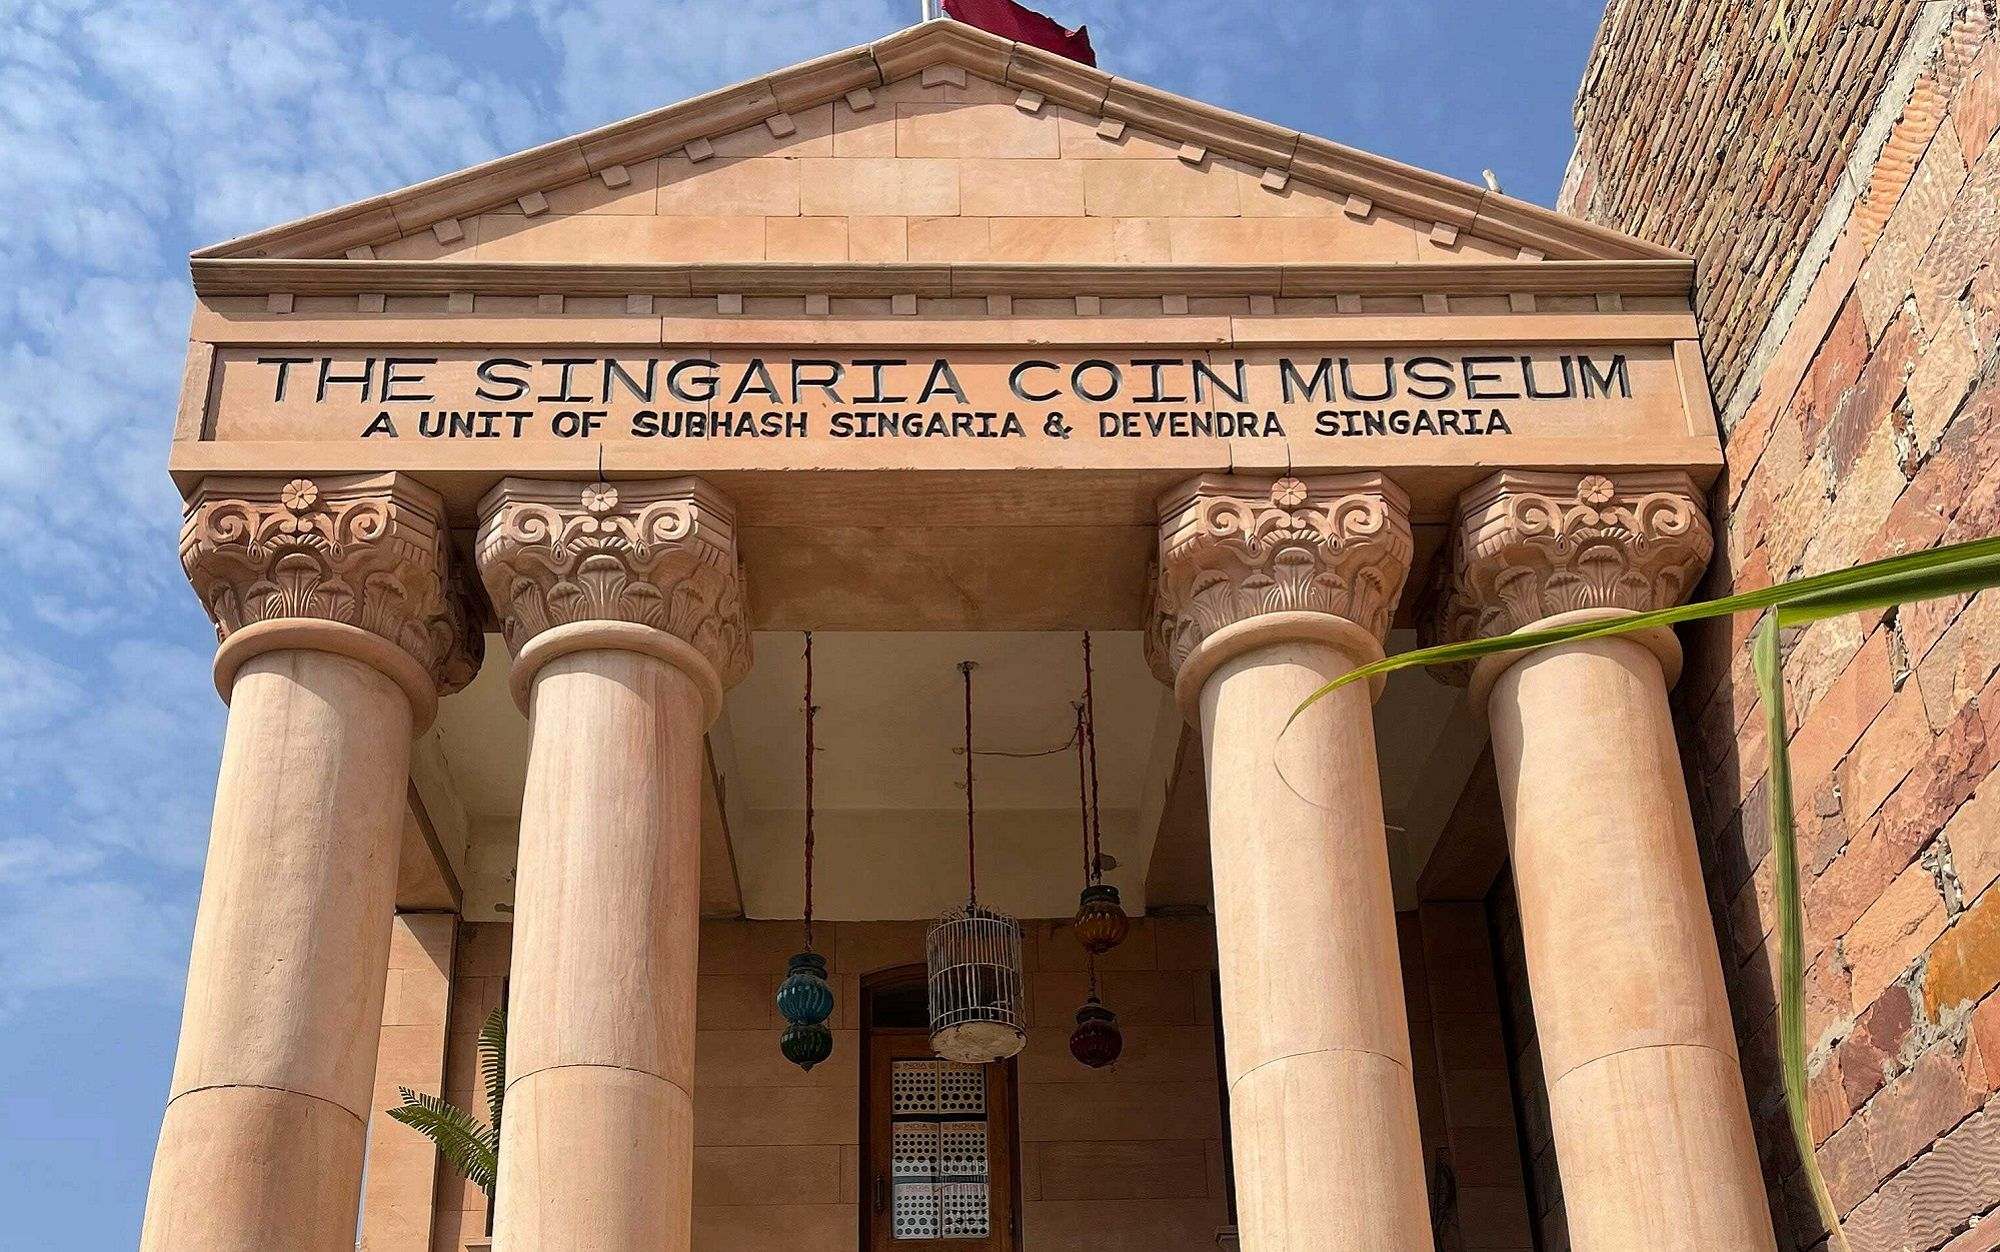 THE SINGARIA COIN MUSEUM
A UNIT OF SUBHASH SINGARIA & DEVENDRA SINGARIA